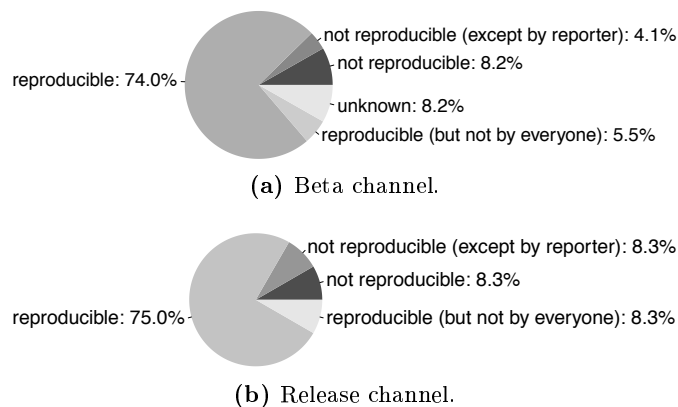 not reproducible (except by reporter): 4.1%
not reproducible: 8.2%
reproducible: 74.0%
unknown: 8.2%
reproducible (but not by everyone): 5.5%
(a) Beta channel.
not reproducible (except by reporter): 8.3%
not reproducible: 8.3%
reproducible: 75.0%
reproducible (but not by everyone): 8.3%
(b) Release channel.